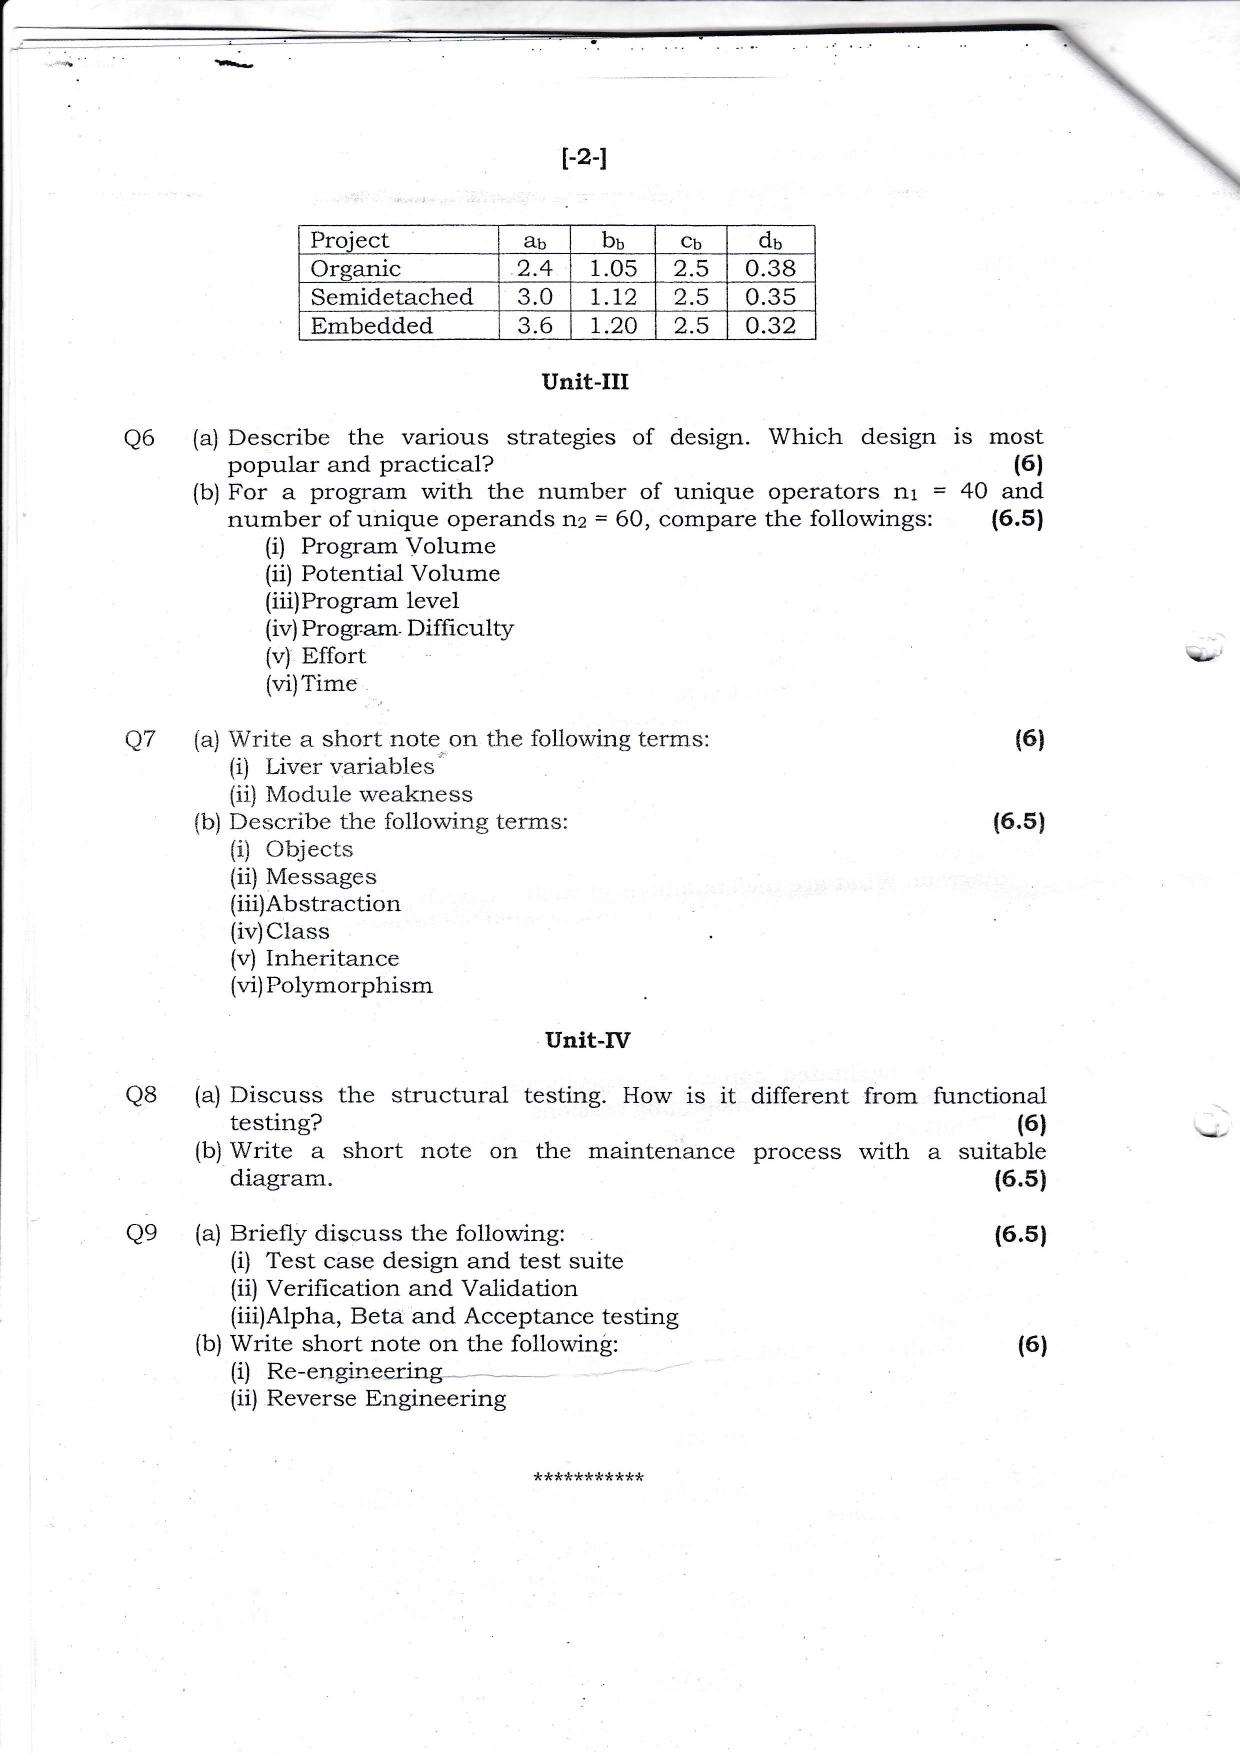 [-2-]
Project ab bb cb db
Organic 2.4 1.05 2.5 0.38
Semidetached 3.0 1.12 2.5 0.35
Embedded 3.6 1.20 2.5 0.32
Unit-III
Q6 (a) Describe the various strategies of design. Which design is most
popular and practical? (6)
(b) For a program with the number of unique operators n1 = 40 and
number of unique operands n2 = 60, compare the followings: (6.5)
(i) Program Volume
(ii) Potential Volume
(iii)Program level
(iv) Program Difficulty
(v) Effort
(vi)Time
Q7 (a) Write a short note on the following terms: (6)
(i) Liver variables
(ii) Module weakness
(b) Describe the following terms: (6.5)
(i) Objects
(ii) Messages
(iii)Abstraction
(iv)Class
(v) Inheritance
(vi)Polymorphism
Unit-IV
Q8 (a) Discuss the structural testing. How is it different from functional
testing? (6)
(b) Write a short note on the maintenance process with a suitable
diagram. (6.5)
Q9 (a) Briefly discuss the following: (6.5)
(i) Test case design and test suite
(ii) Verification and Validation
(iii)Alpha, Beta and Acceptance testing
(b) Write short note on the following: (6)
(i) Re-engineering
(ii) Reverse Engineering
***********